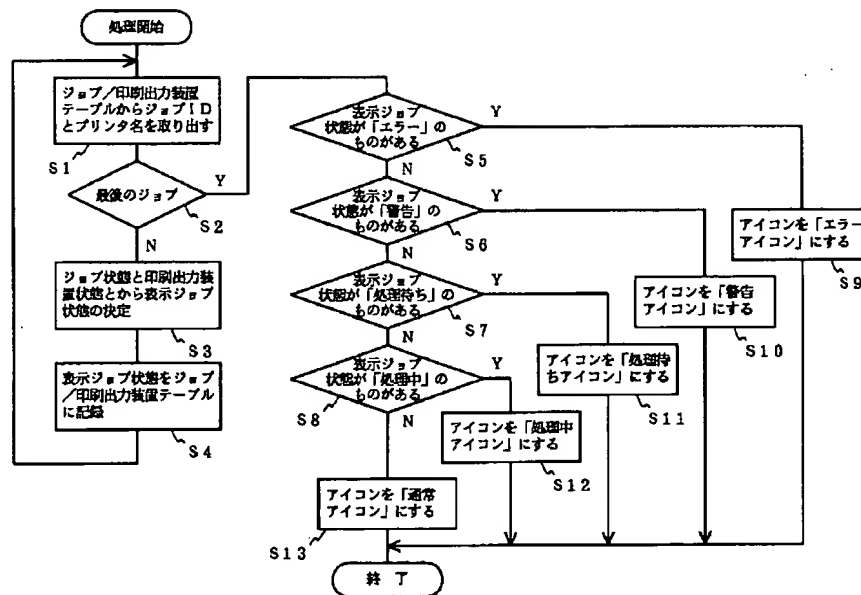 処理開始
ジョブ／印刷出力装置
テーブルからジョブID
とプリンタ名を取り出す
S1
最後のジョブ
Y
S2
N
ジョブ状態と印刷出力装
置状態とから表示ジョブ
状態の決定
S3
表示ジョブ状態をジョブ
／印刷出力装置テーブル
に記録
S4
表示ジョブ
状態が「エラー」の
ものがある
Y
S5
N
表示ジョブ
状態が「警告」の
ものがある
Y
S6
N
表示ジョブ
状態が「処理待ち」の
ものがある
Y
S7
N
表示ジョブ
状態が「処理中」の
ものがある
Y
S8
N
アイコンを「エラー
アイコン」にする
S9
アイコンを「警告
アイコン」にする
S10
アイコンを「処理待
ちアイコン」にする
S11
アイコンを「処理中
アイコン」にする
S12
アイコンを「通常
アイコン」にする
S13
終了